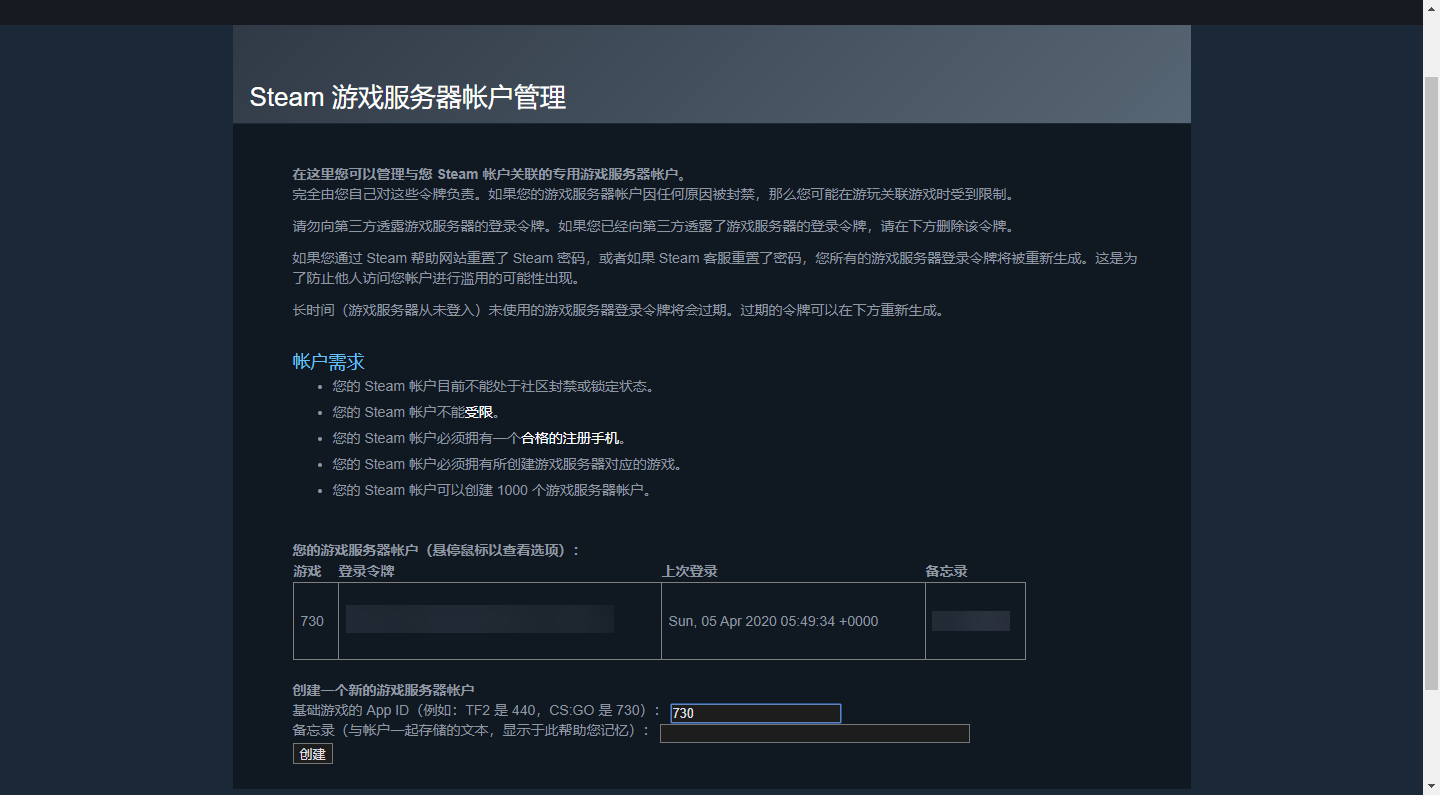 Steam 游戏服务器帐户管理
在这里您可以管理与您 Steam 帐户关联的专用游戏服务器帐户。
完全由您自己对这些令牌负责。如果您的游戏服务器帐户因任何原因被封禁，那么您可能在游玩关联游戏时受到限制。
请勿向第三方透露游戏服务器的登录令牌。如果您已经向第三方透露了游戏服务器的登录令牌，请在下方删除该令牌。
如果您通过 Steam 帮助网站重置了 Steam 密码，或者如果 Steam 客服重置了密码，您所有的游戏服务器登录令牌将被重新生成。这是为
了防止他人访问您帐户进行滥用的可能性出现。
长时间（游戏服务器从未登入）未使用的游戏服务器登录令牌将会过期。过期的令牌可以在下方重新生成。
帐户需求
• 您的 Steam 帐户目前不能处于社区封禁或锁定状态。
• 您的 Steam 帐户不能受限。
• 您的 Steam 帐户必须拥有一个合格的注册手机。
• 您的 Steam 帐户必须拥有所创建游戏服务器对应的游戏。
• 您的 Steam 帐户可以创建 1000 个游戏服务器帐户。
您的游戏服务器帐户（悬停鼠标以查看选项）：
游戏 登录令牌 上次登录 备忘录
730 Sun, 05 Apr 2020 05:49:34 +0000
创建一个新的游戏服务器帐户
基础游戏的 App ID（例如：TF2 是 440，CS:GO 是 730）： 730
备忘录（与帐户一起存储的文本，显示于此帮助您记忆）：
创建